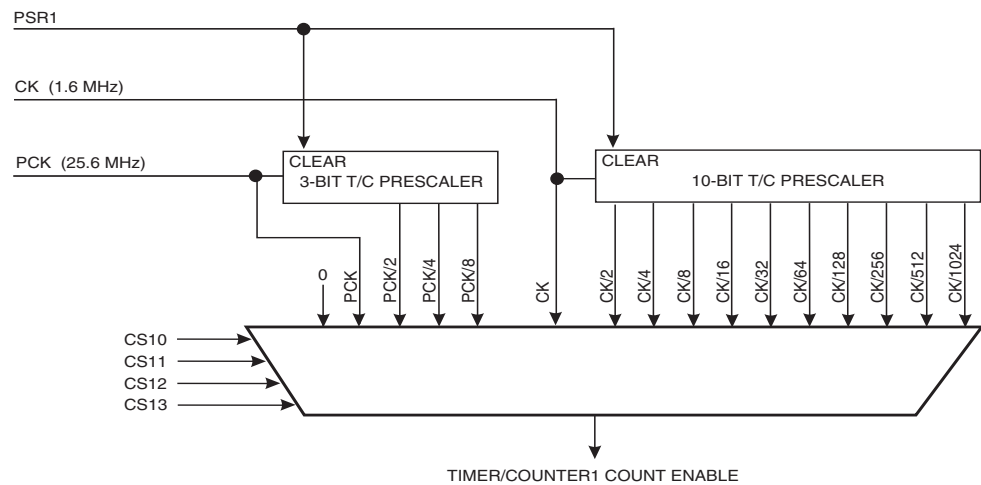 PSR1
CK (1.6 MHz)
PCK (25.6 MHz)
CLEAR
3-BIT T/C PRESCALER
CLEAR
10-BIT T/C PRESCALER
0
PCK
PCK/2
PCK/4
PCK/8
CK
CK/2
CK/4
CK/8
CK/16
CK/32
CK/64
CK/128
CK/256
CK/512
CK/1024
CS10
CS11
CS12
CS13
TIMER/COUNTER1 COUNT ENABLE